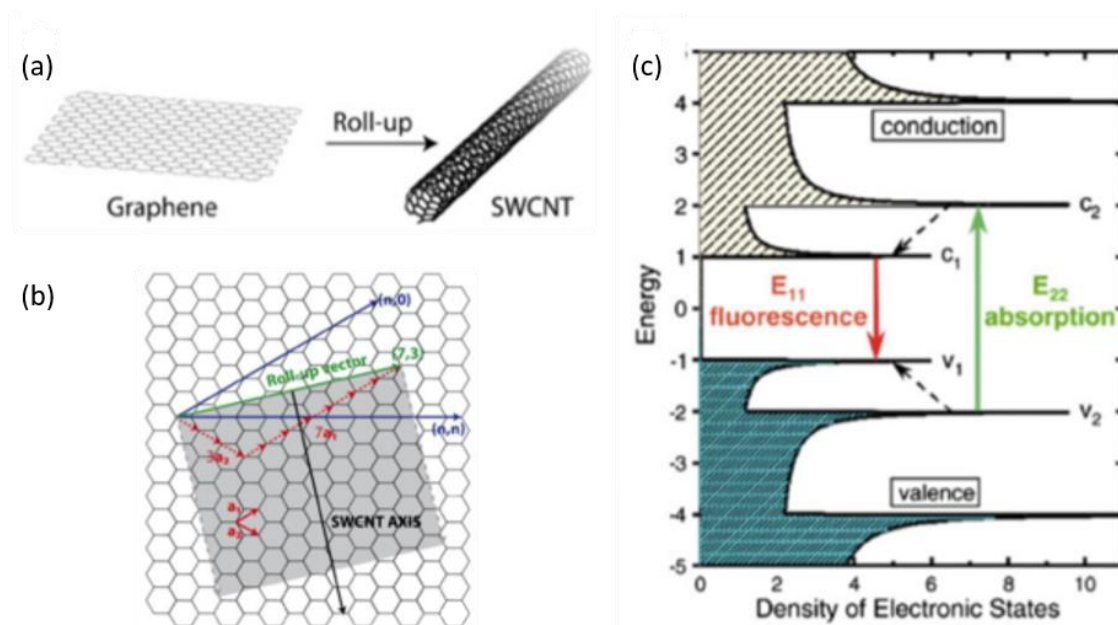 (a)
Graphene
Roll-up
SWCNT
(b)
(n,0)
(7,3)
Roll-up vector
(n,n)
3a₂
7a₁
a₁
a₂
SWCNT AXIS
(c)
conduction
c₂
c₁
E₁₁
fluorescence
E₂₂
absorption
v₁
v₂
valence
Energy
4
3
2
1
0
-1
-2
-3
-4
-5
0
2
4
6
8
10
Density of Electronic States